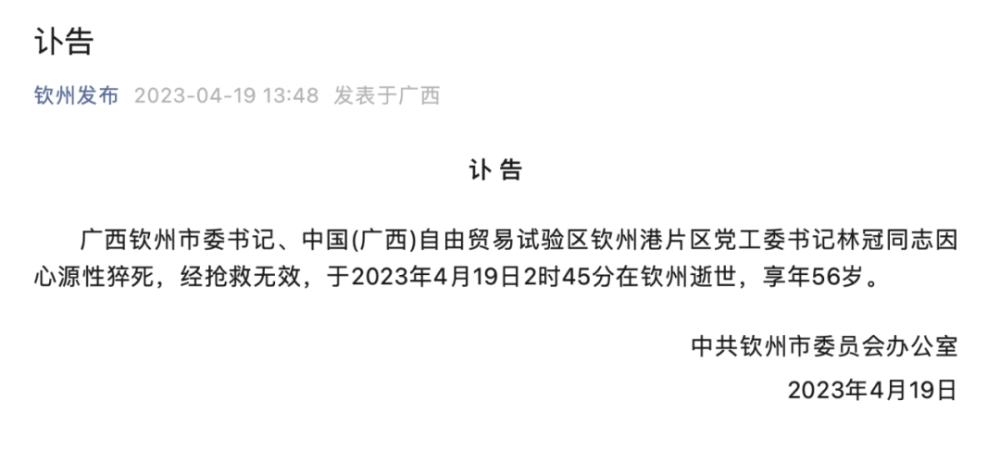 讣告
钦州发布 2023-04-19 13:48 发表于广西
讣 告
广西钦州市委书记、中国(广西)自由贸易试验区钦州港片区党工委书记林冠同志因
心源性猝死，经抢救无效，于2023年4月19日2时45分在钦州逝世，享年56岁。
中共钦州市委员会办公室
2023年4月19日